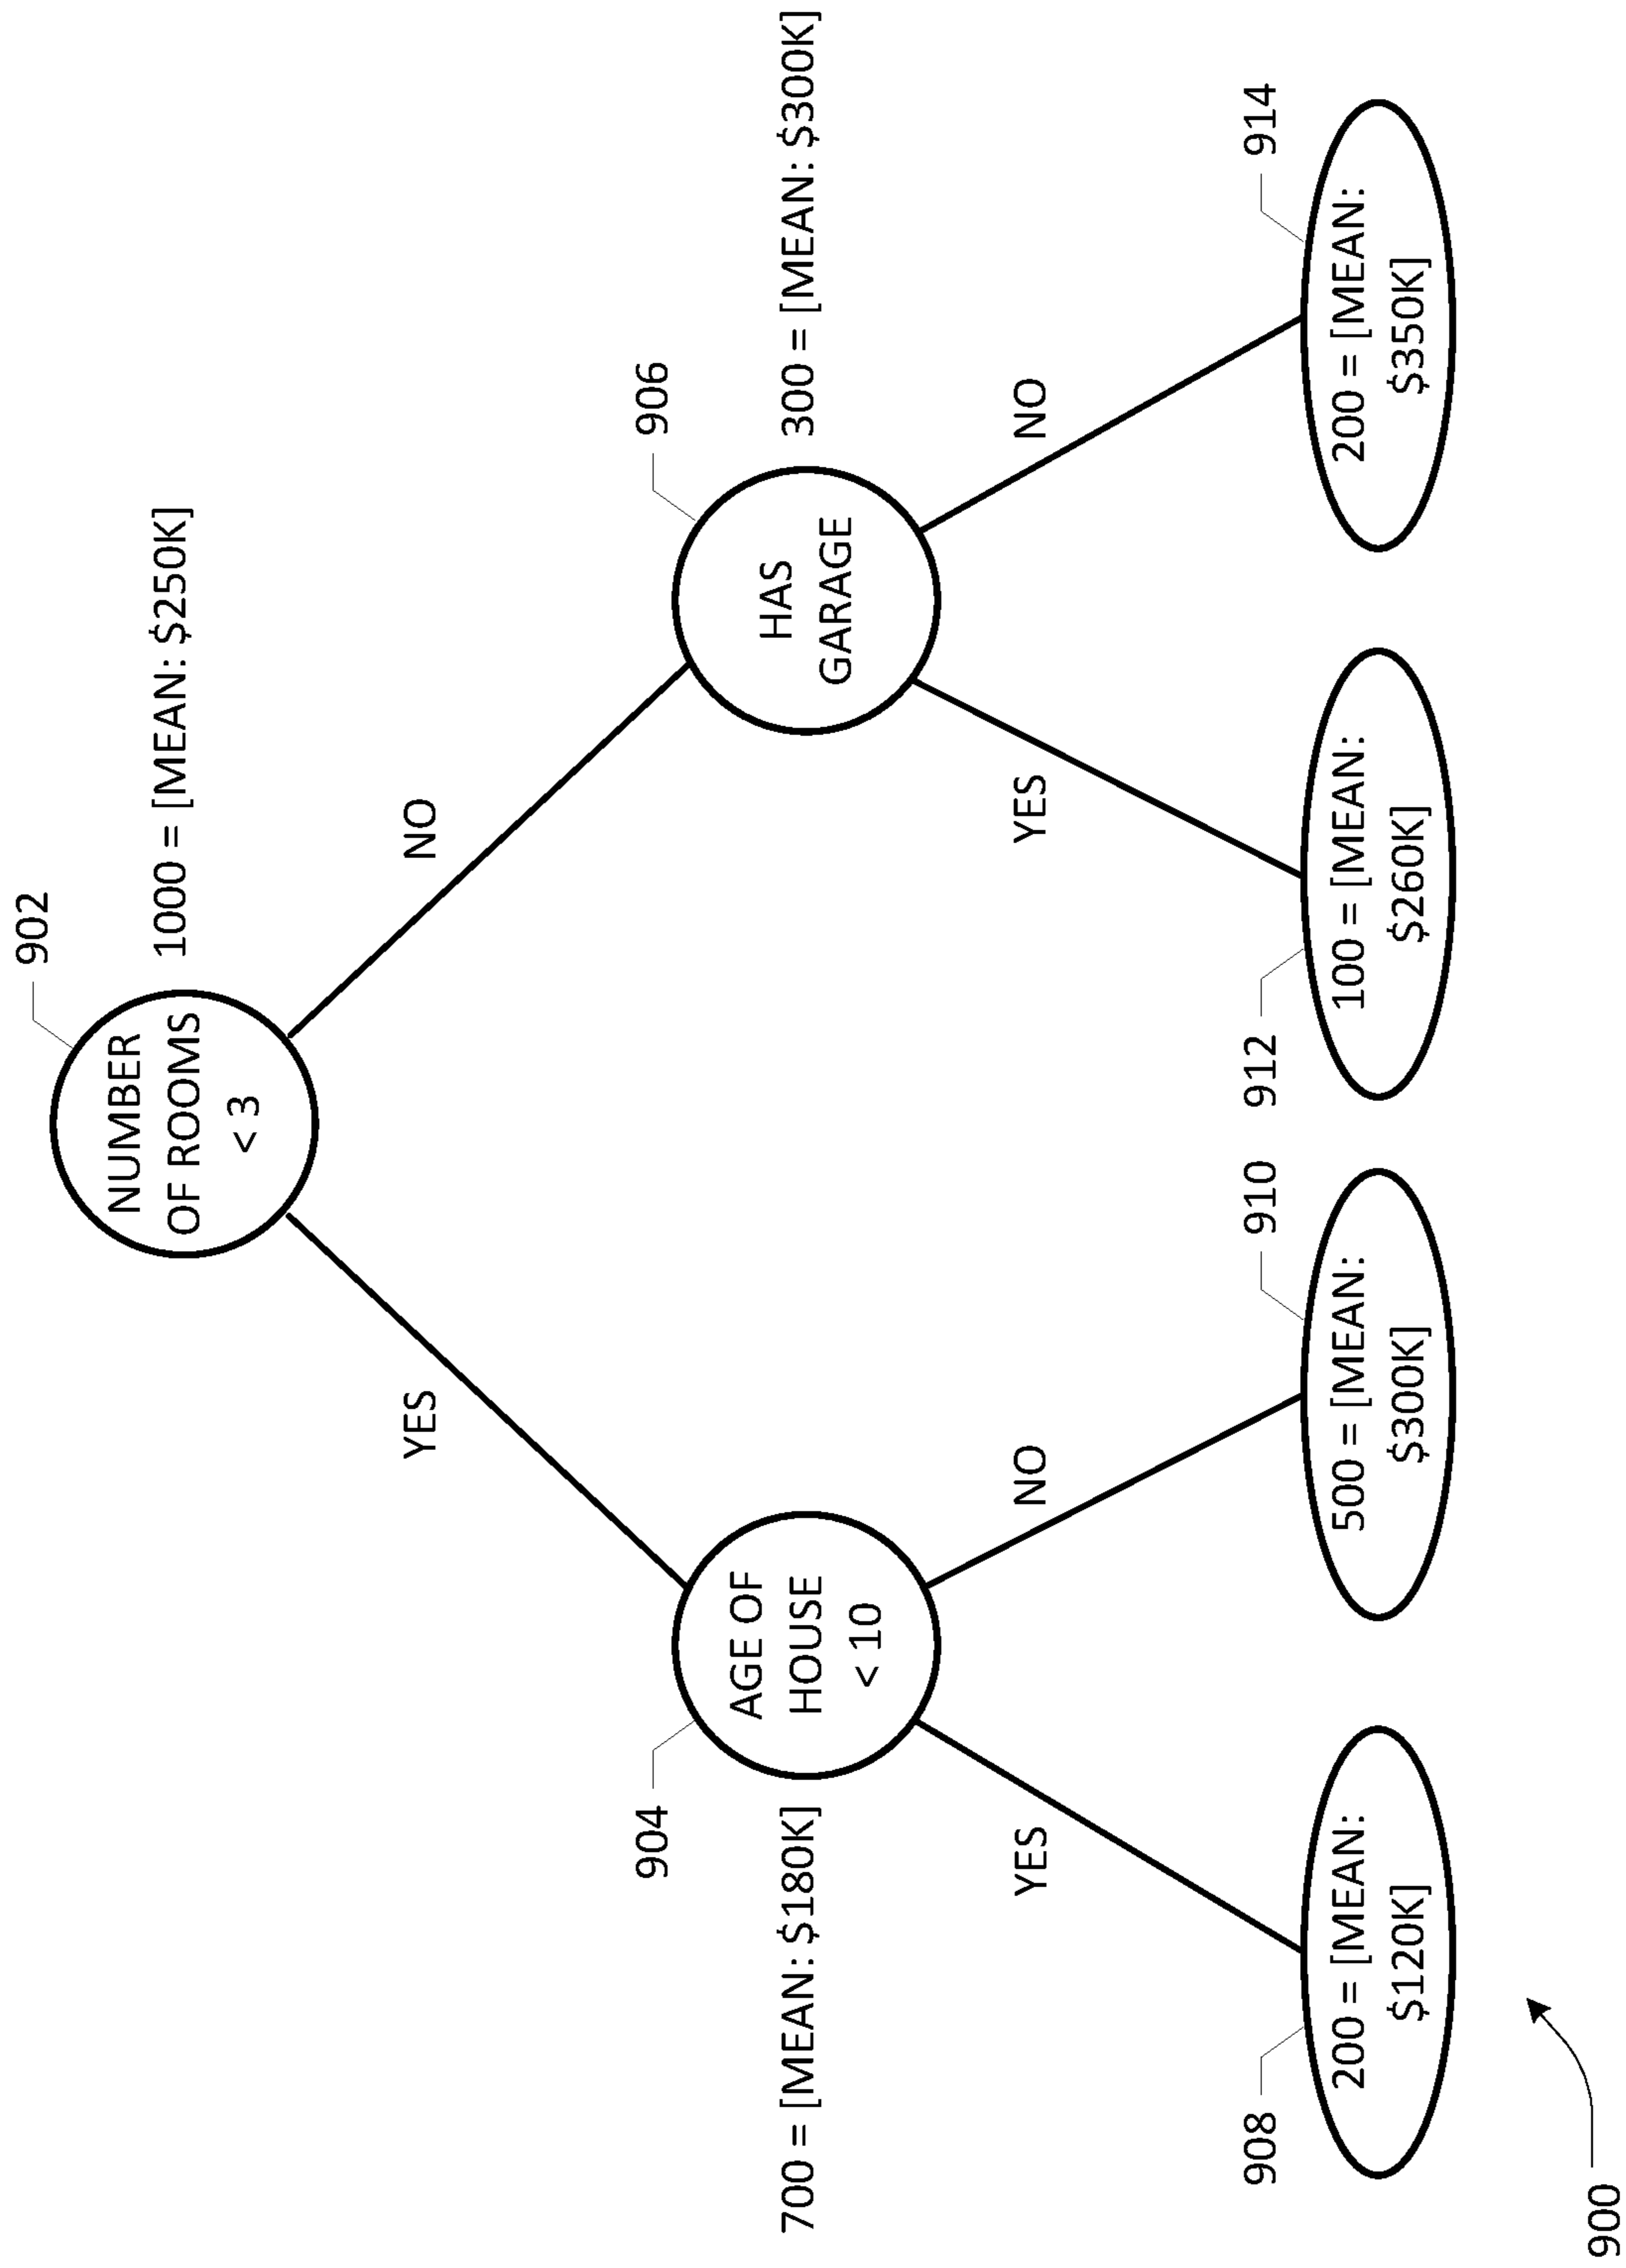 902
NUMBER
OF ROOMS
< 3
1000 = [MEAN: $250K]
YES
NO
904
AGE OF
HOUSE
< 10
700 = [MEAN: $180K]
906
HAS
GARAGE
300 = [MEAN: $300K]
YES
NO
YES
NO
908
200 = [MEAN:
$120K]
910
500 = [MEAN:
$300K]
912
100 = [MEAN:
$260K]
914
200 = [MEAN:
$350K]
900